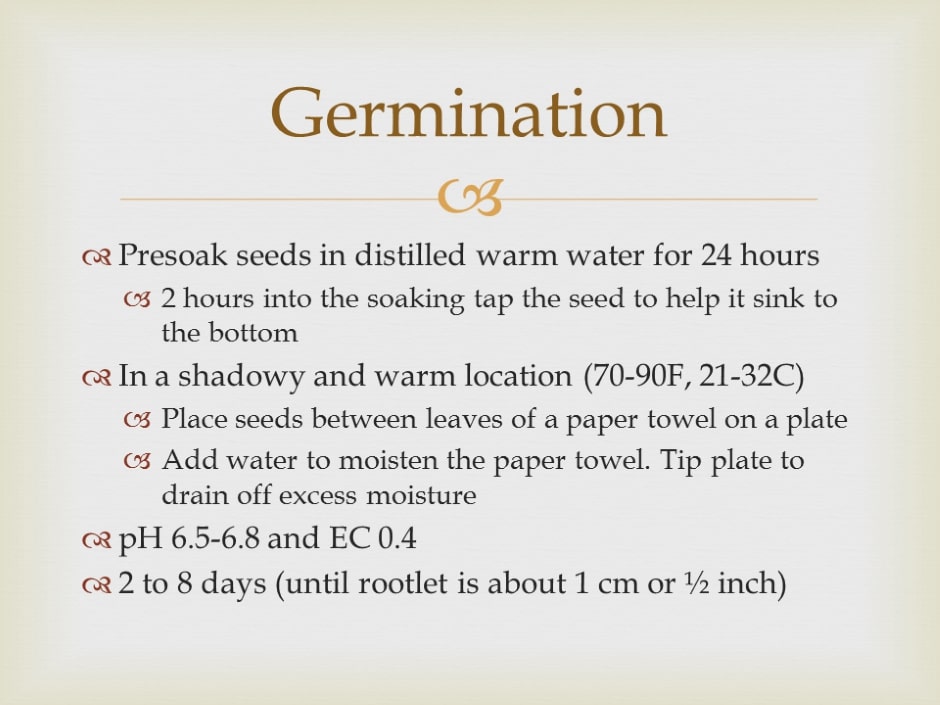 Germination
Presoak seeds in distilled warm water for 24 hours
2 hours into the soaking tap the seed to help it sink to
the bottom
In a shadowy and warm location (70-90F, 21-32C)
Place seeds between leaves of a paper towel on a plate
Add water to moisten the paper towel. Tip plate to
drain off excess moisture
pH 6.5-6.8 and EC 0.4
2 to 8 days (until rootlet is about 1 cm or ½ inch)